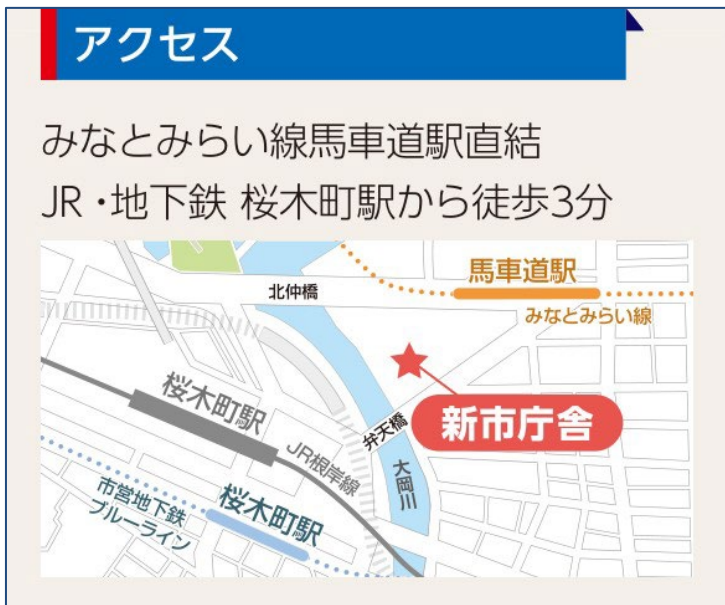 アクセス
みなとみらい線馬車道駅直結
JR・地下鉄 桜木町駅から徒歩3分
馬車道駅
北仲橋
みなとみらい線
桜木町駅
新市庁舎
弁天橋
JR根岸線
大岡川
市営地下鉄
ブルーライン
桜木町駅